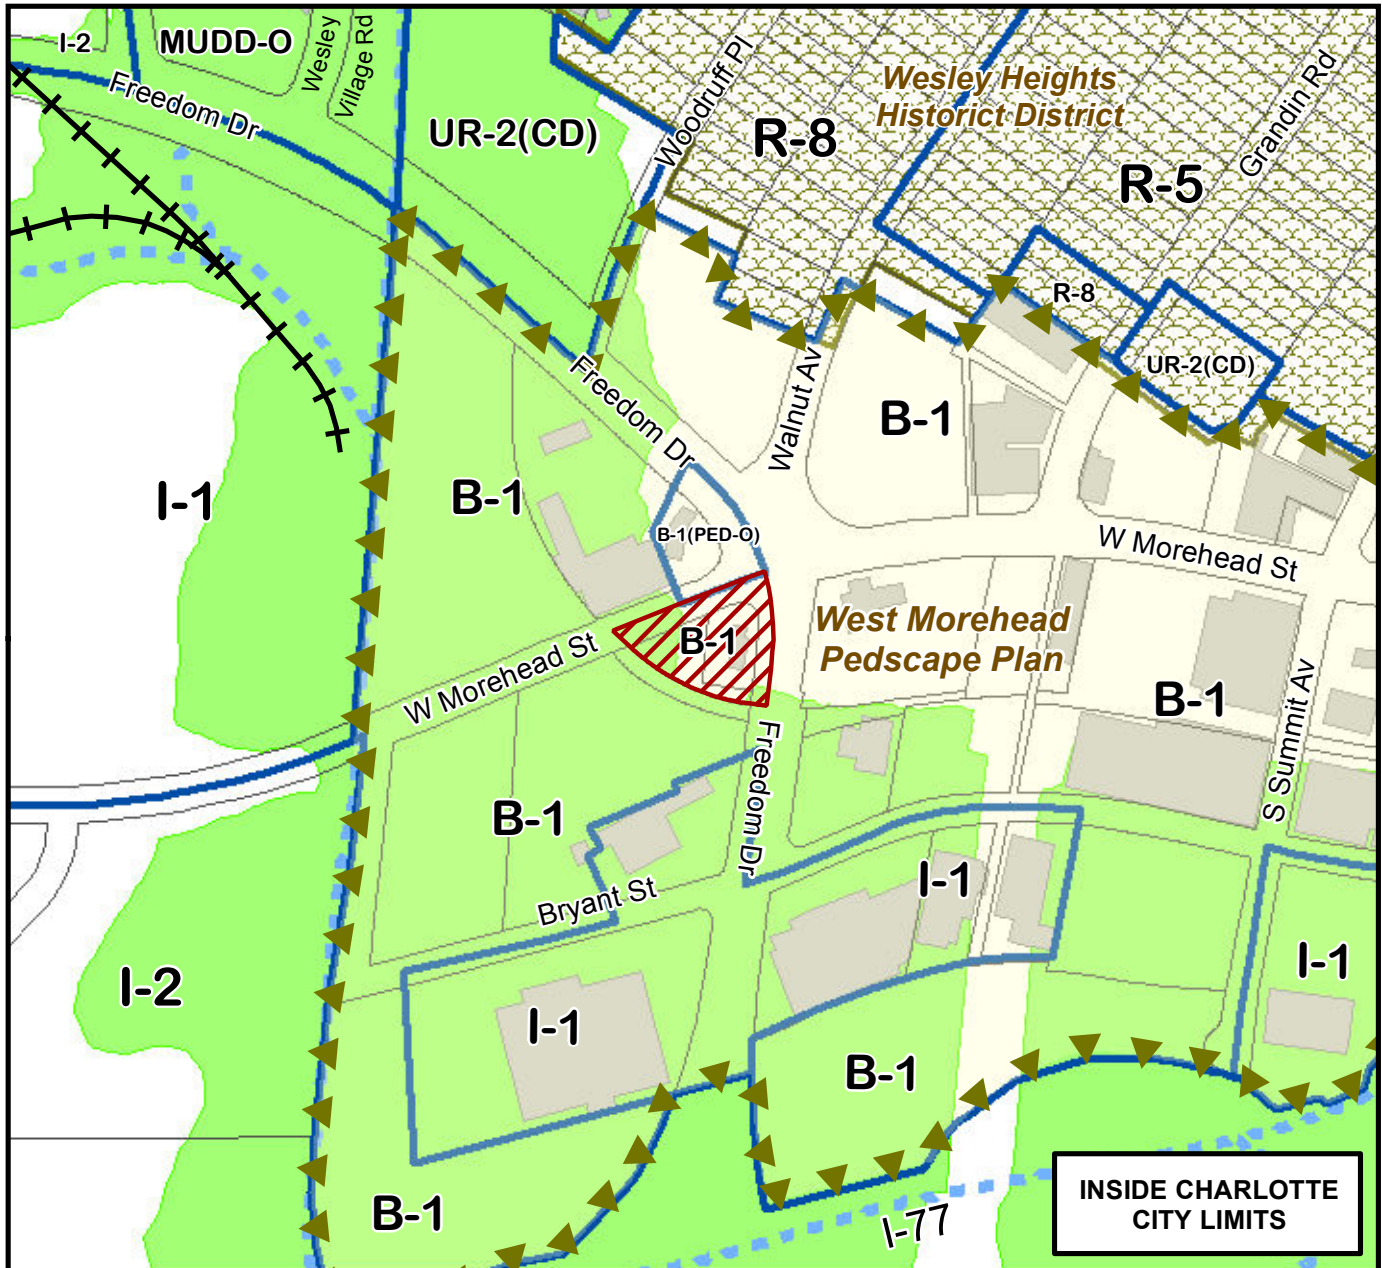 I-2
MUDD-O
Wesley
Village Rd
Freedom Dr
UR-2(CD)
Woodruff Pl
R-8
Wesley Heights
Historict District
Grandin Rd
R-5
R-8
UR-2(CD)
Freedom Dr
Walnut Av
B-1
I-1
B-1
B-1(PED-O)
W Morehead St
West Morehead
Pedscape Plan
B-1
W Morehead St
B-1
S Summit Av
Freedom Dr
B-1
Bryant St
I-1
I-2
I-1
I-1
B-1
B-1
I-77
INSIDE CHARLOTTE
CITY LIMITS